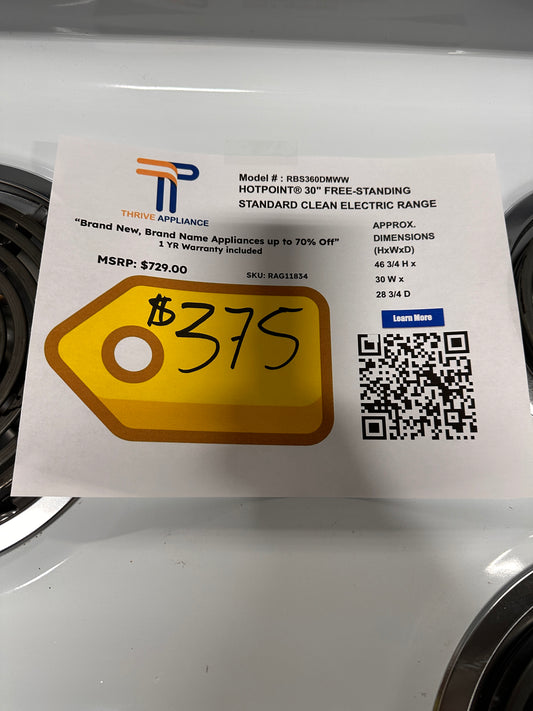 TP
THRIVE APPLIANCE
Model # : RBS360DMWW
HOTPOINT® 30" FREE-STANDING
STANDARD CLEAN ELECTRIC RANGE
“Brand New, Brand Name Appliances up to 70% Off”
1 YR Warranty included
MSRP: $729.00
SKU: RAG11834
$375
APPROX.
DIMENSIONS
(HxWxD)
46 3/4 H x
30 W x
28 3/4 D
Learn More